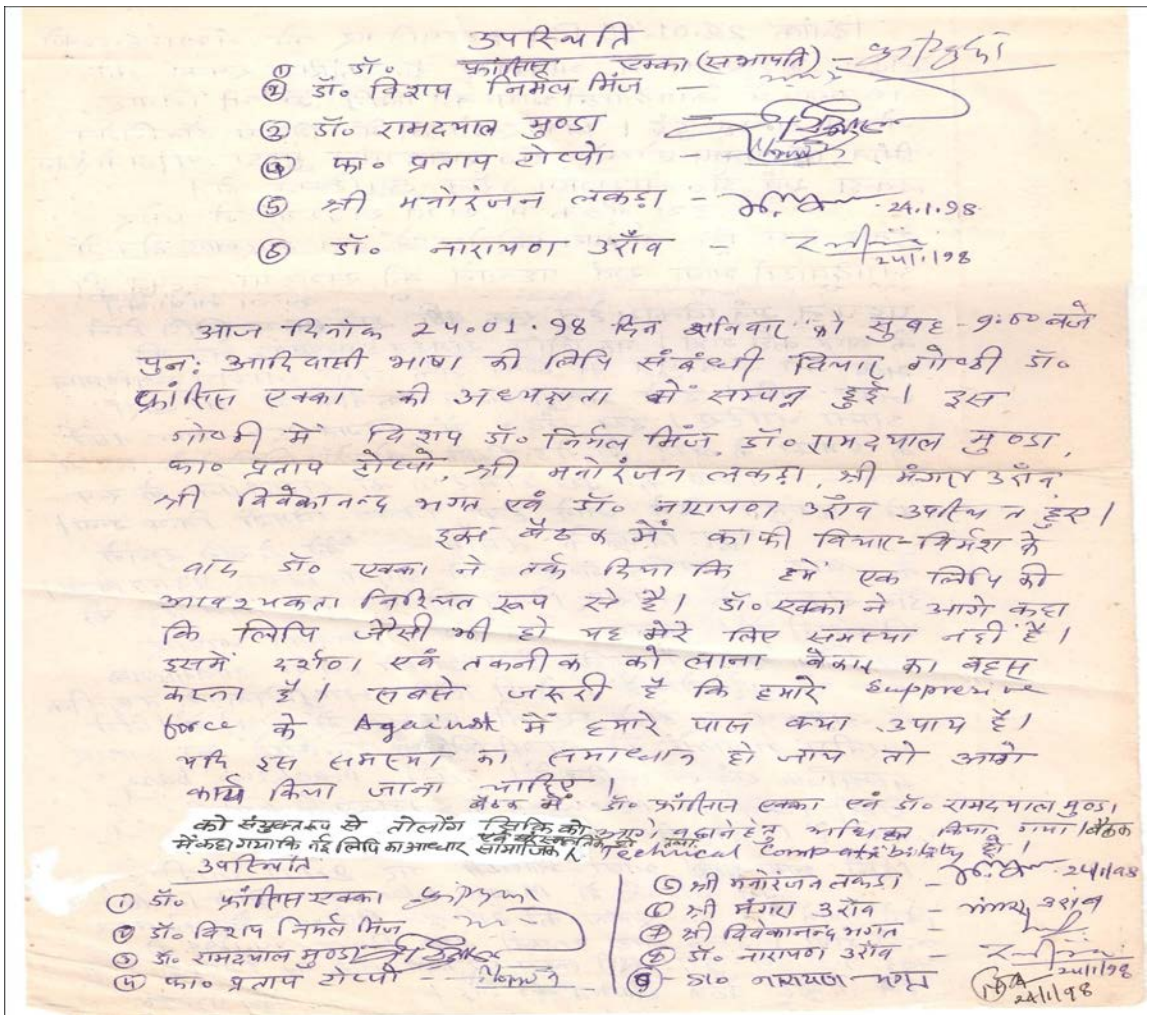 उपस्थिति
① डॉ० फ्रांसिस एक्का (सभापति) -
② डॉ० विशप निर्मल मिंज -
③ डॉ० रामदयाल मुण्डा -
④ फा० प्रताप टोप्पो -
⑤ श्री मनोरंजन लकड़ा - 24.1.98
⑥ डॉ० नारायण उराँव - 24/1/98
आज दिनांक 24.01.98 दिन शनिवार को सुबह 9:00 बजे
पुन: आदिवासी भाषा की लिपि संबंधी विचार गोष्ठी डॉ०
फ्रांसिस एक्का की अध्यक्षता में सम्पन्न हुई। इस
गोष्ठी में विशप डॉ० निर्मल मिंज, डॉ० रामदयाल मुण्डा,
फा० प्रताप टोप्पो, श्री मनोरंजन लकड़ा, श्री मंगरा उराँव,
श्री विवेकानन्द भगत एवं डॉ० नारायण उराँव उपस्थित हुए।
इस बैठक में काफी विचार-विर्मश के
वाद डॉ० एक्का ने तर्क दिया कि हमें एक लिपि की
आवश्यकता निश्चित रूप से है। डॉ० एक्का ने आगे कहा
कि लिपि जैसी भी हो यह मेरे लिए समस्या नहीं है।
इसमें दर्शन एवं तकनीक को लाना बेकार का बहस
करना है। सबसे जरूरी है कि हमारे Suppresive
force के Against में हमारे पास क्या उपाय है।
यदि इस समस्या का समाधान हो जाय तो आगे
कार्य किया जाना चाहिए।
बैठक में डॉ० फ्रांसिस एक्का एवं डॉ० रामदयाल मुण्डा
को संयुक्त रूप से तोलोंग सिकि को आगे बढ़ाने हेतु अधिकृत किया गया। बैठक
में कहा गया कि नई लिपि का आधार सामाजिक एवं सांस्कृतिक हो तथा Technical Compatibility हो।
उपस्थिति
① डॉ० फ्रांसिस एक्का
② डॉ० विशप निर्मल मिंज
③ डॉ० रामदयाल मुण्डा
④ फा० प्रताप टोप्पो
⑤ श्री मनोरंजन लकड़ा - 24/1/98
⑥ श्री मंगरा उराँव - मंगरा उराँव
⑦ श्री विवेकानन्द भगत -
⑧ डॉ० नारायण उराँव - 24/1/98
⑨ डा० नारायण भगत 24/1/98